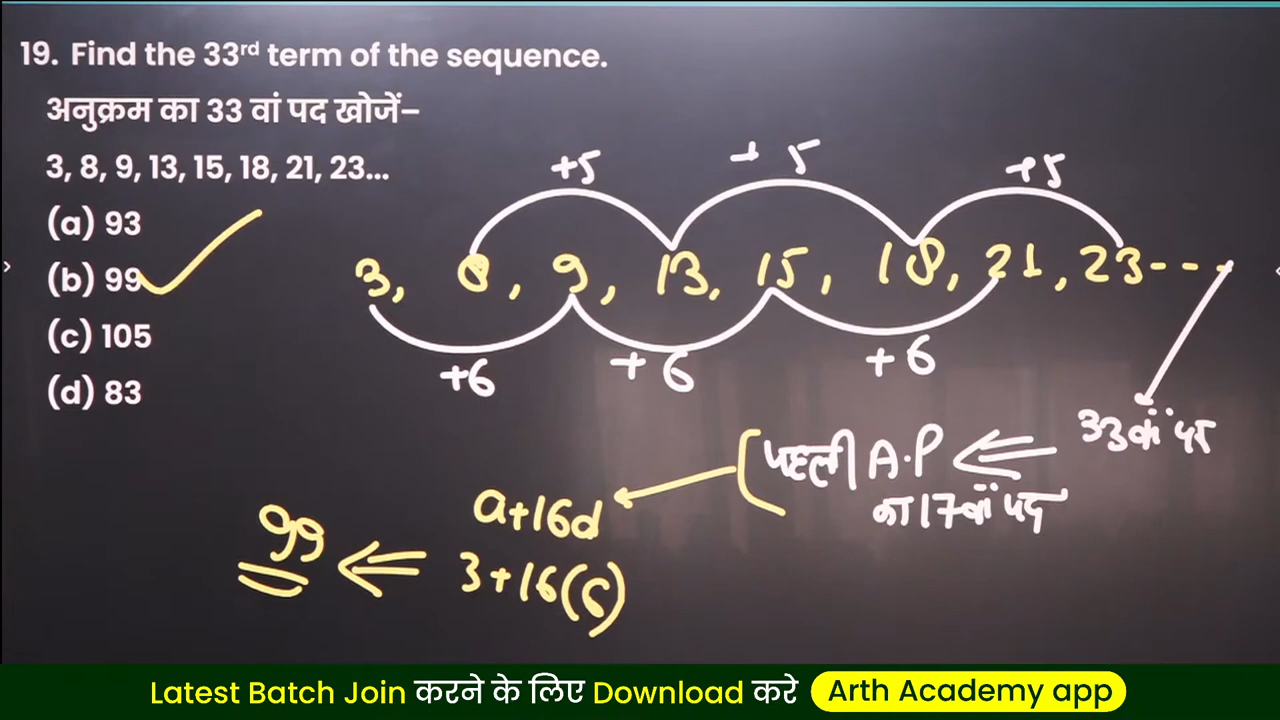 19. Find the 33rd term of the sequence.
अनुक्रम का 33 वां पद खोजें–
3, 8, 9, 13, 15, 18, 21, 23...
(a) 93
(b) 99
(c) 105
(d) 83
+5 +5 +5
3, 8, 9, 13, 15, 18, 21, 23----
+6 +6 +6
33वाँ पद
पहली A.P
का 17वाँ पद
a+16d
3+16(6)
99
Latest Batch Join करने के लिए Download करे Arth Academy app